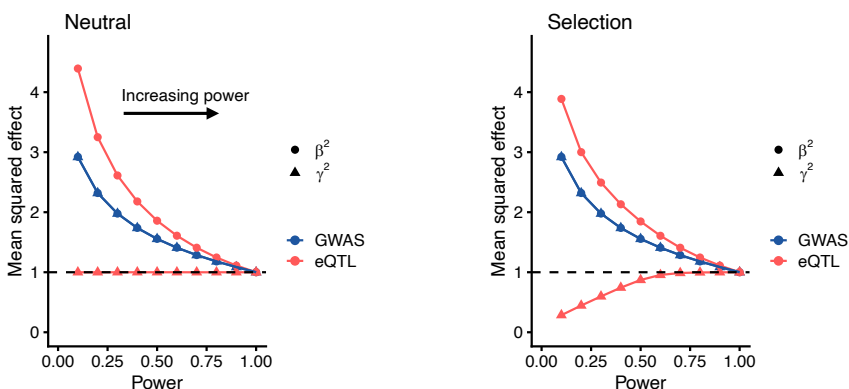 Neutral
Mean squared effect
4
3
2
1
0
Increasing power
0.00 0.25 0.50 0.75 1.00
Power
β²
γ²
GWAS
eQTL
Selection
Mean squared effect
4
3
2
1
0
0.00 0.25 0.50 0.75 1.00
Power
β²
γ²
GWAS
eQTL